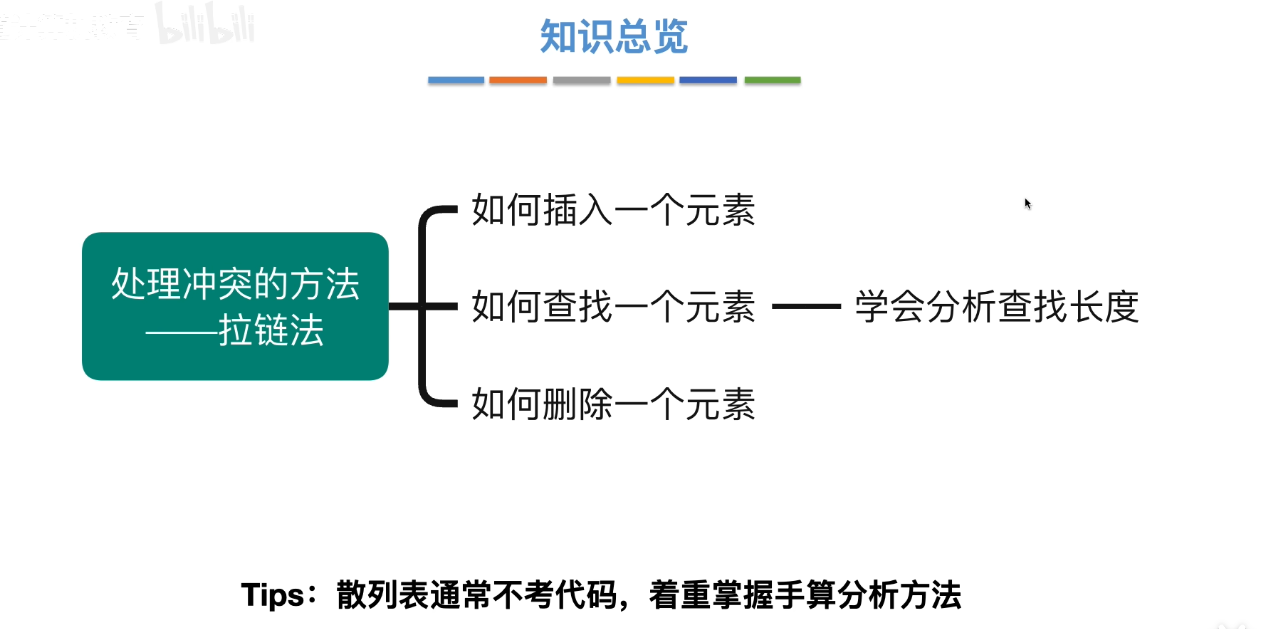 bilibili
知识总览
如何插入一个元素
处理冲突的方法
——拉链法
如何查找一个元素
学会分析查找长度
如何删除一个元素
Tips：散列表通常不考代码，着重掌握手算分析方法